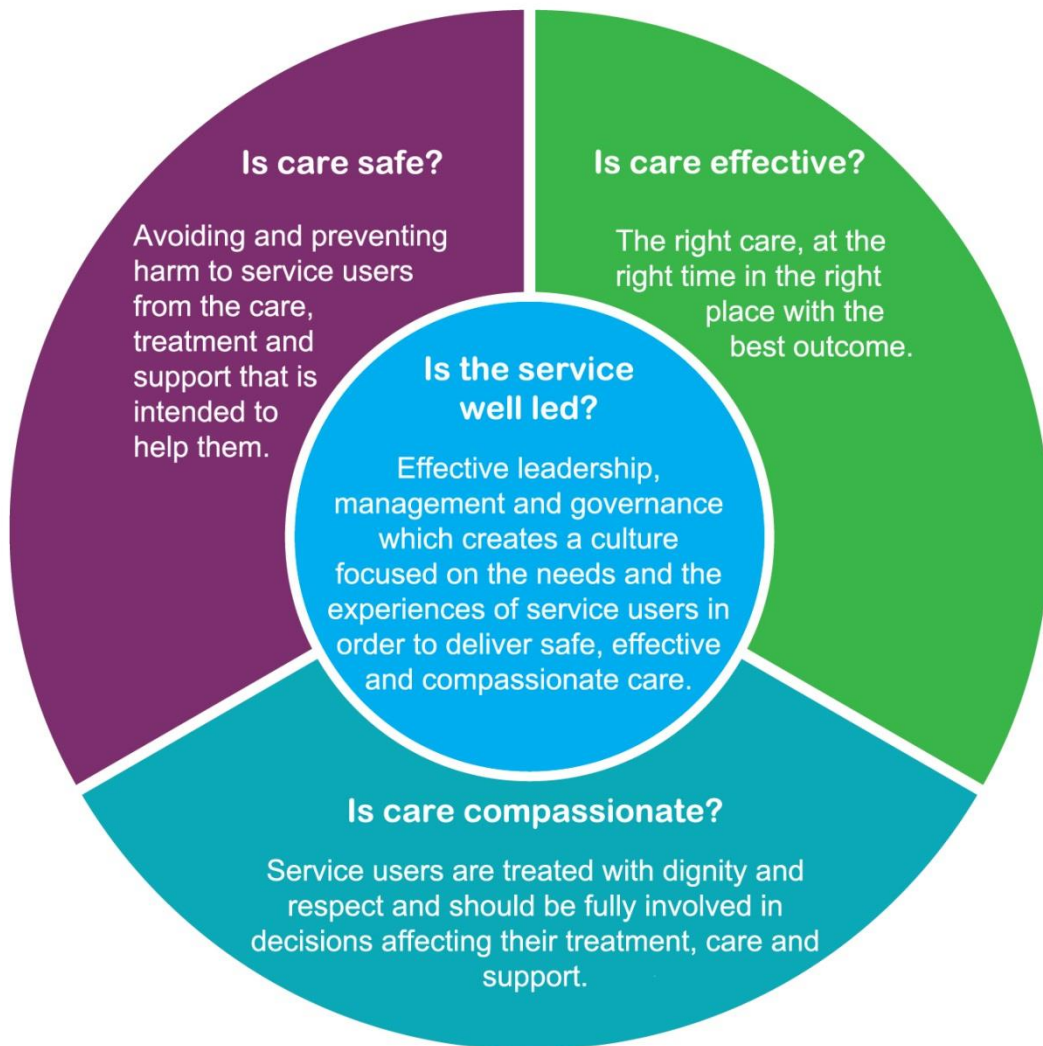 Is care safe?
Avoiding and preventing
harm to service users
from the care,
treatment and
support that is
intended to
help them.
Is care effective?
The right care, at the
right time in the right
place with the
best outcome.
Is the service
well led?
Effective leadership,
management and governance
which creates a culture
focused on the needs and the
experiences of service users in
order to deliver safe, effective
and compassionate care.
Is care compassionate?
Service users are treated with dignity and
respect and should be fully involved in
decisions affecting their treatment, care and
support.